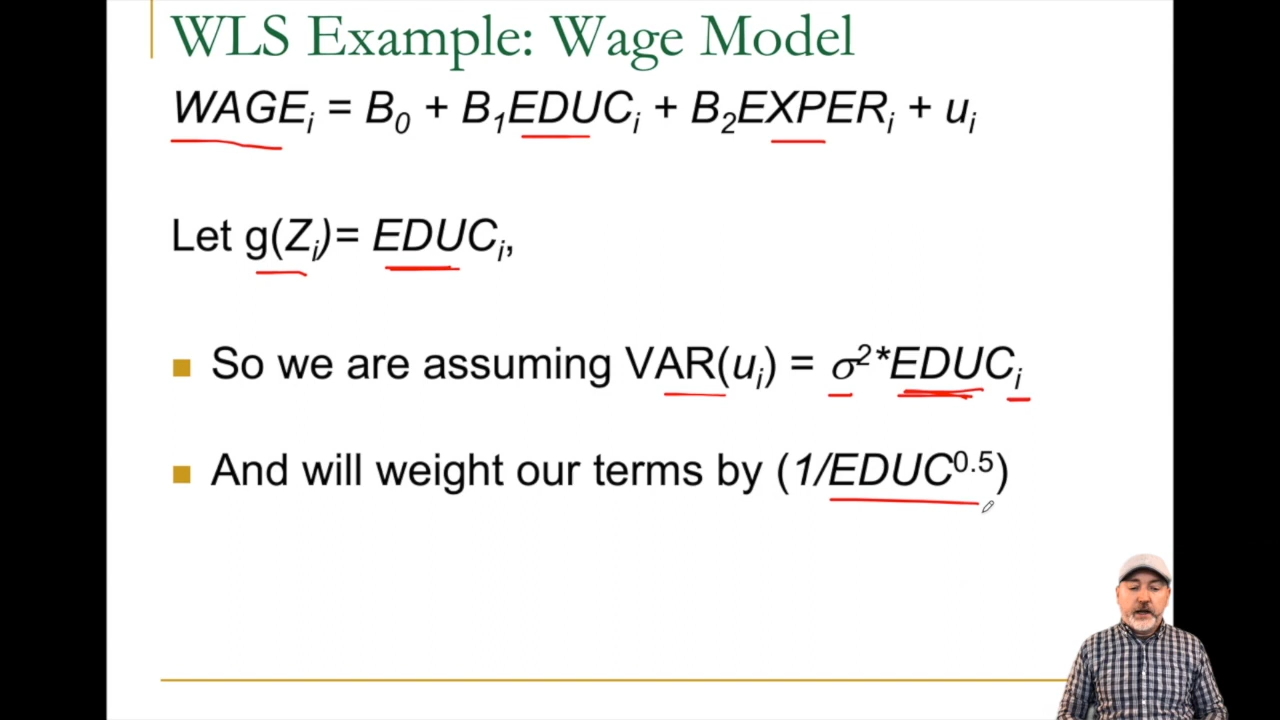 WLS Example: Wage Model
WAGEᵢ = B₀ + B₁EDUCᵢ + B₂EXPERᵢ + uᵢ
Let g(Zᵢ)= EDUCᵢ,
So we are assuming VAR(uᵢ) = σ²*EDUCᵢ
And will weight our terms by (1/EDUC⁰·⁵)